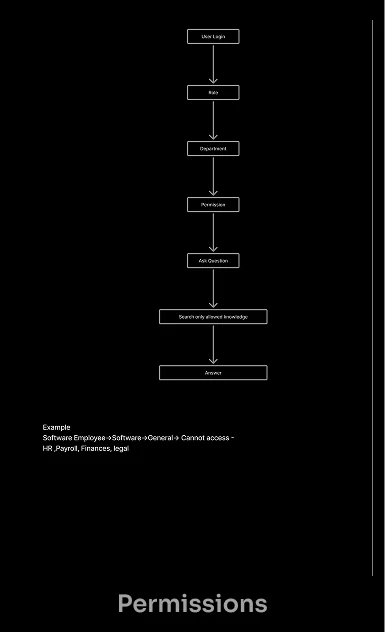 User Login
Role
Department
Permission
Ask Question
Search only allowed knowledge
Answer
Example
Software Employee→Software→General→ Cannot access -
HR ,Payroll, Finances, legal
Permissions